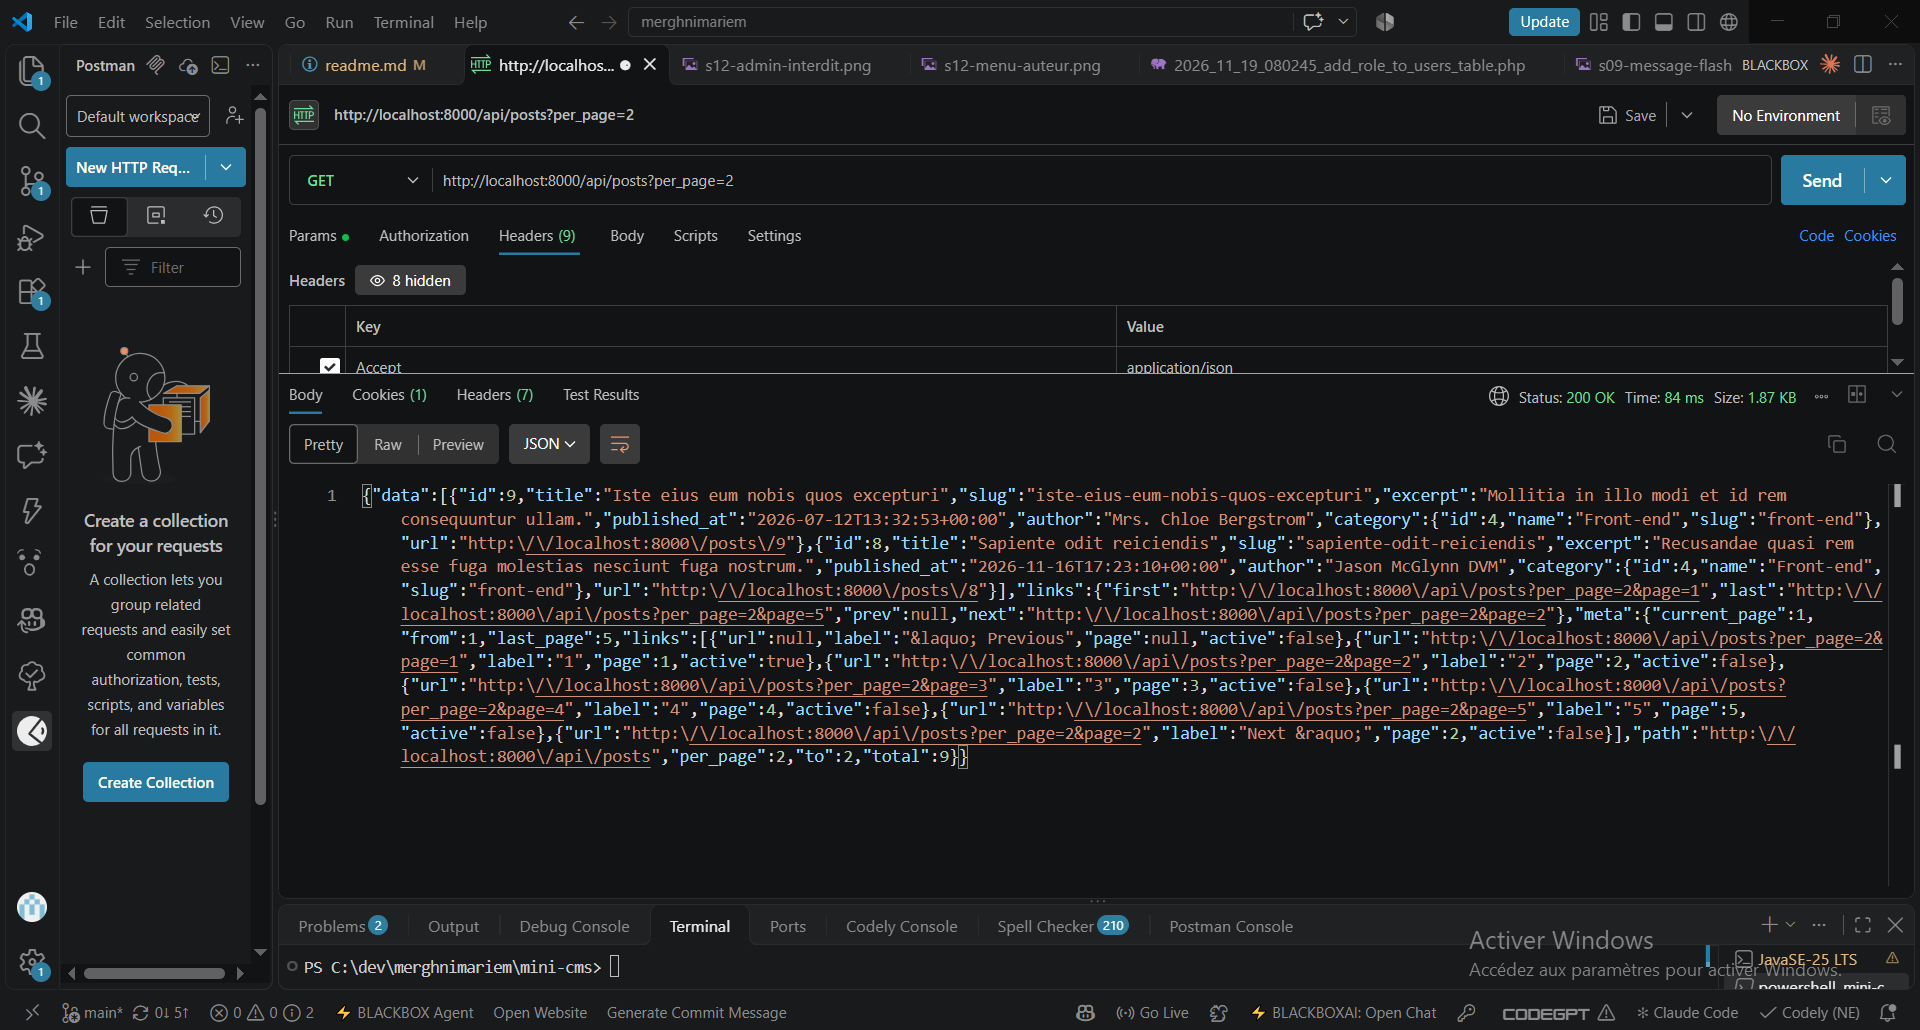 File Edit Selection View Go Run Terminal Help
merghnimariem
Update
Postman
readme.md M
http://localhos...
s12-admin-interdit.png
s12-menu-auteur.png
2026_11_19_080245_add_role_to_users_table.php
s09-message-flash
BLACKBOX
Default workspace
http://localhost:8000/api/posts?per_page=2
Save
No Environment
New HTTP Req...
GET
http://localhost:8000/api/posts?per_page=2
Send
Params
Authorization
Headers (9)
Body
Scripts
Settings
Code
Cookies
Filter
Headers
8 hidden
Key
Value
Accept
application/json
Body
Cookies (1)
Headers (7)
Test Results
Status: 200 OK Time: 84 ms Size: 1.87 KB
Pretty
Raw
Preview
JSON
1
{"data":[{"id":9,"title":"Iste eius eum nobis quos excepturi","slug":"iste-eius-eum-nobis-quos-excepturi","excerpt":"Mollitia in illo modi et id rem
consequuntur ullam.","published_at":"2026-07-12T13:32:53+00:00","author":"Mrs. Chloe Bergstrom","category":{"id":4,"name":"Front-end","slug":"front-end"},
"url":"http:\/\/localhost:8000\/posts\/9"},{"id":8,"title":"Sapiente odit reiciendis","slug":"sapiente-odit-reiciendis","excerpt":"Recusandae quasi rem
esse fuga molestias nesciunt fuga nostrum.","published_at":"2026-11-16T17:23:10+00:00","author":"Jason McGlynn DVM","category":{"id":4,"name":"Front-end",
"slug":"front-end"},"url":"http:\/\/localhost:8000\/posts\/8"}],"links":{"first":"http:\/\/localhost:8000\/api\/posts?per_page=2&page=1","last":"http:\/\/
localhost:8000\/api\/posts?per_page=2&page=5","prev":null,"next":"http:\/\/localhost:8000\/api\/posts?per_page=2&page=2"},"meta":{"current_page":1,
"from":1,"last_page":5,"links":[{"url":null,"label":"&laquo; Previous","page":null,"active":false},{"url":"http:\/\/localhost:8000\/api\/posts?per_page=2&
page=1","label":"1","page":1,"active":true},{"url":"http:\/\/localhost:8000\/api\/posts?per_page=2&page=2","label":"2","page":2,"active":false},
{"url":"http:\/\/localhost:8000\/api\/posts?per_page=2&page=3","label":"3","page":3,"active":false},{"url":"http:\/\/localhost:8000\/api\/posts?
per_page=2&page=4","label":"4","page":4,"active":false},{"url":"http:\/\/localhost:8000\/api\/posts?per_page=2&page=5","label":"5","page":5,
"active":false},{"url":"http:\/\/localhost:8000\/api\/posts?per_page=2&page=2","label":"Next &raquo;","page":2,"active":false}],"path":"http:\/\/
localhost:8000\/api\/posts","per_page":2,"to":2,"total":9}}
Create a collection
for your requests
A collection lets you
group related
requests and easily set
common
authorization, tests,
scripts, and variables
for all requests in it.
Create Collection
Problems 2
Output
Debug Console
Terminal
Ports
Codely Console
Spell Checker 210
Postman Console
PS C:\dev\merghnimariem\mini-cms>
JavaSE-25 LTS
powershell mini-c
Activer Windows
Accédez aux paramètres pour activer Windows.
main* 0↓ 5↑
0 0 2
BLACKBOX Agent
Open Website
Generate Commit Message
Go Live
BLACKBOXAI: Open Chat
CODEGPT
Claude Code
Codely (NE)